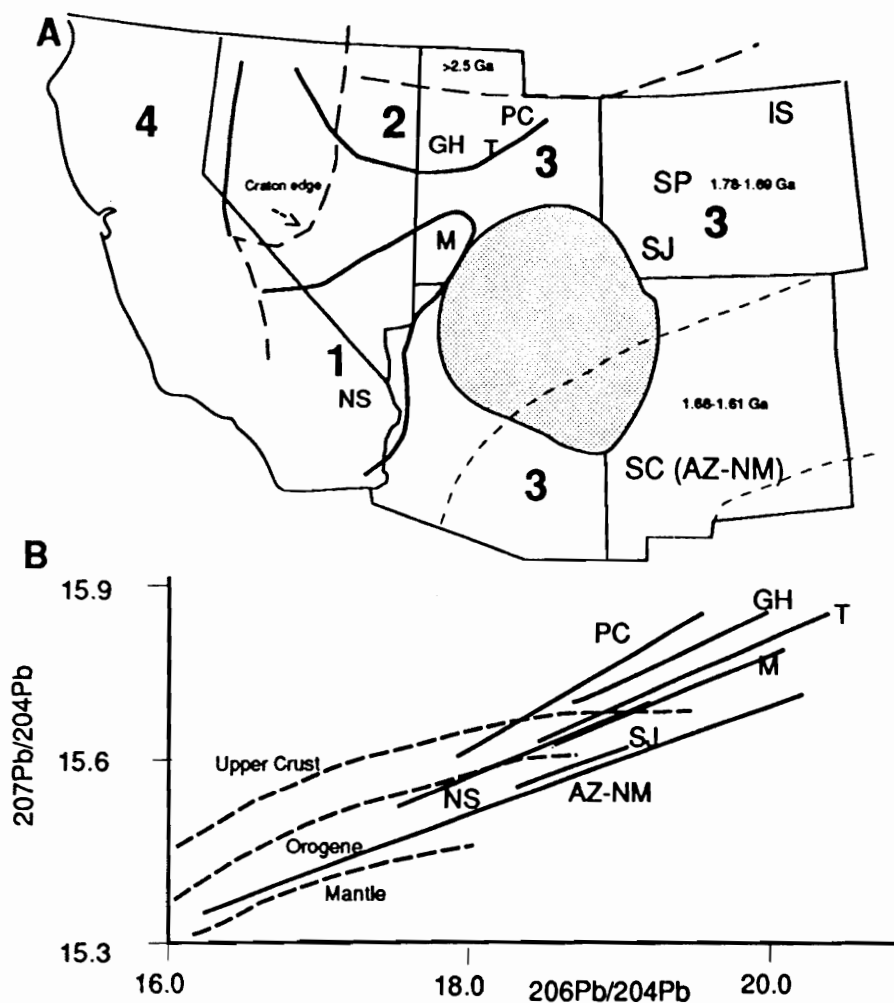 A
>2.5 Ga
4
2
PC
IS
GH
T
3
SP
1.78-1.69 Ga
Craton edge
3
M
SJ
1
NS
1.66-1.61 Ga
3
SC (AZ-NM)
B
15.9
PC
GH
T
M
207Pb/204Pb
Upper Crust
15.6
SJ
NS
AZ-NM
Orogene
Mantle
15.3
16.0
18.0
206Pb/204Pb
20.0